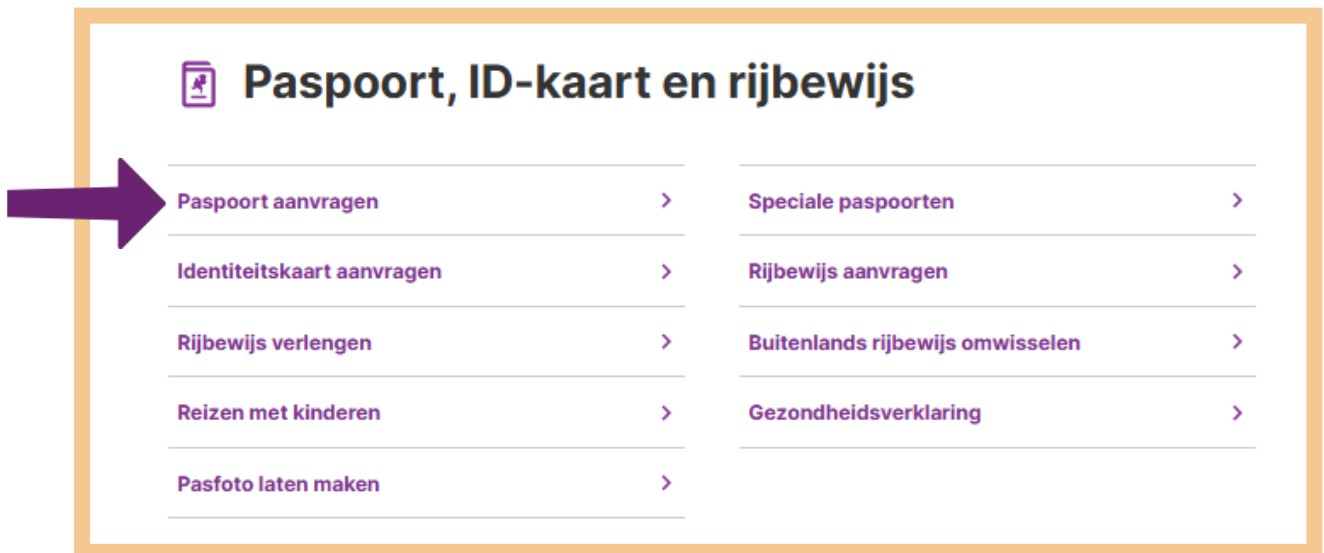 Paspoort, ID-kaart en rijbewijs
Paspoort aanvragen
Identiteitskaart aanvragen
Rijbewijs verlengen
Reizen met kinderen
Pasfoto laten maken
Speciale paspoorten
Rijbewijs aanvragen
Buitenlands rijbewijs omwisselen
Gezondheidsverklaring